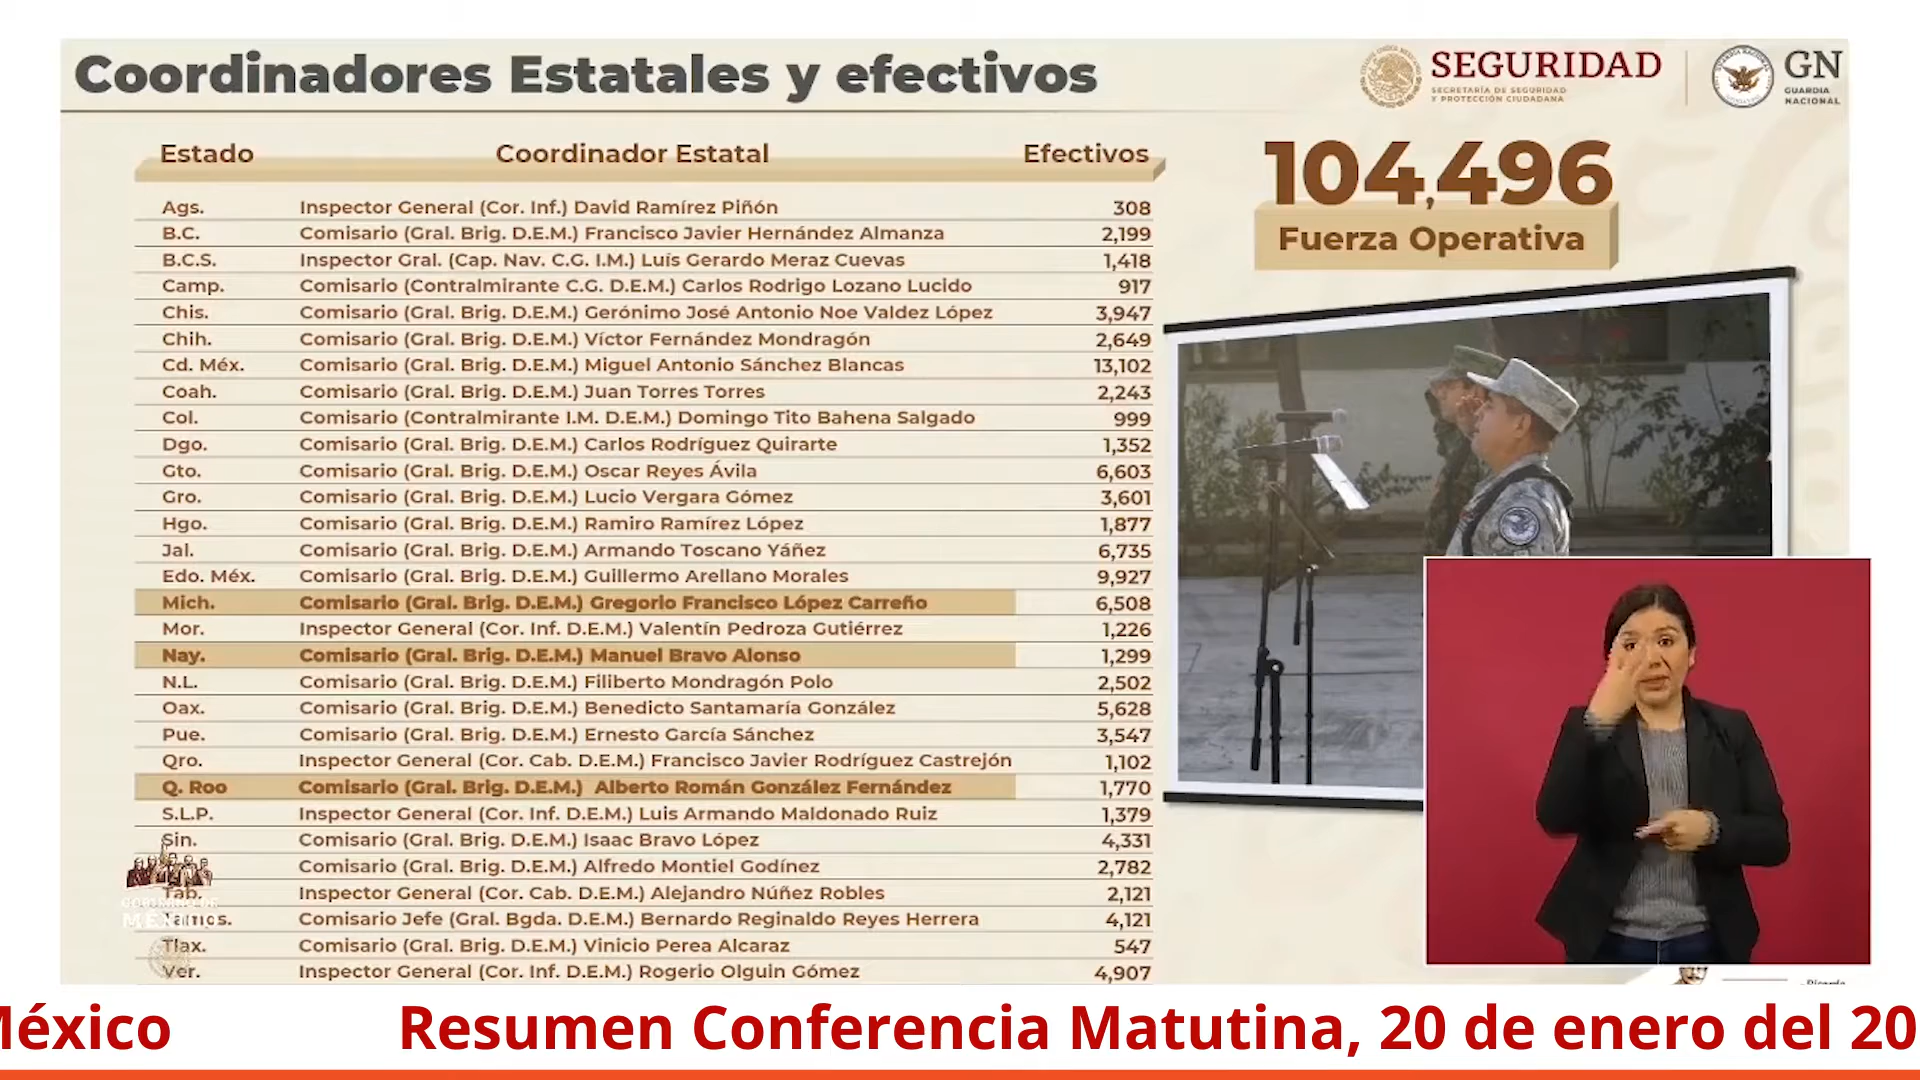 Coordinadores Estatales y efectivos
SEGURIDAD
SECRETARÍA DE SEGURIDAD
Y PROTECCIÓN CIUDADANA
GN
GUARDIA
NACIONAL
Estado Coordinador Estatal Efectivos
104,496
Fuerza Operativa
Ags. Inspector General (Cor. Inf.) David Ramírez Piñón 308
B.C. Comisario (Gral. Brig. D.E.M.) Francisco Javier Hernández Almanza 2,199
B.C.S. Inspector Gral. (Cap. Nav. C.G. I.M.) Luís Gerardo Meraz Cuevas 1,418
Camp. Comisario (Contralmirante C.G. D.E.M.) Carlos Rodrigo Lozano Lucido 917
Chis. Comisario (Gral. Brig. D.E.M.) Gerónimo José Antonio Noe Valdez López 3,947
Chih. Comisario (Gral. Brig. D.E.M.) Víctor Fernández Mondragón 2,649
Cd. Méx. Comisario (Gral. Brig. D.E.M.) Miguel Antonio Sánchez Blancas 13,102
Coah. Comisario (Gral. Brig. D.E.M.) Juan Torres Torres 2,243
Col. Comisario (Contralmirante I.M. D.E.M.) Domingo Tito Bahena Salgado 999
Dgo. Comisario (Gral. Brig. D.E.M.) Carlos Rodríguez Quirarte 1,352
Gto. Comisario (Gral. Brig. D.E.M.) Oscar Reyes Ávila 6,603
Gro. Comisario (Gral. Brig. D.E.M.) Lucio Vergara Gómez 3,601
Hgo. Comisario (Gral. Brig. D.E.M.) Ramiro Ramírez López 1,877
Jal. Comisario (Gral. Brig. D.E.M.) Armando Toscano Yáñez 6,735
Edo. Méx. Comisario (Gral. Brig. D.E.M.) Guillermo Arellano Morales 9,927
Mich. Comisario (Gral. Brig. D.E.M.) Gregorio Francisco López Carreño 6,508
Mor. Inspector General (Cor. Inf. D.E.M.) Valentín Pedroza Gutiérrez 1,226
Nay. Comisario (Gral. Brig. D.E.M.) Manuel Bravo Alonso 1,299
N.L. Comisario (Gral. Brig. D.E.M.) Filiberto Mondragón Polo 2,502
Oax. Comisario (Gral. Brig. D.E.M.) Benedicto Santamaría González 5,628
Pue. Comisario (Gral. Brig. D.E.M.) Ernesto García Sánchez 3,547
Qro. Inspector General (Cor. Cab. D.E.M.) Francisco Javier Rodríguez Castrejón 1,102
Q. Roo Comisario (Gral. Brig. D.E.M.) Alberto Román González Fernández 1,770
S.L.P. Inspector General (Cor. Inf. D.E.M.) Luis Armando Maldonado Ruiz 1,379
Sin. Comisario (Gral. Brig. D.E.M.) Isaac Bravo López 4,331
Comisario (Gral. Brig. D.E.M.) Alfredo Montiel Godínez 2,782
Tab. Inspector General (Cor. Cab. D.E.M.) Alejandro Núñez Robles 2,121
GOBIERNO DE
MÉXICO
Tamps. Comisario Jefe (Gral. Bgda. D.E.M.) Bernardo Reginaldo Reyes Herrera 4,121
Tlax. Comisario (Gral. Brig. D.E.M.) Vinicio Perea Alcaraz 547
Ver. Inspector General (Cor. Inf. D.E.M.) Rogerio Olguin Gómez 4,907
México Resumen Conferencia Matutina, 20 de enero del 20